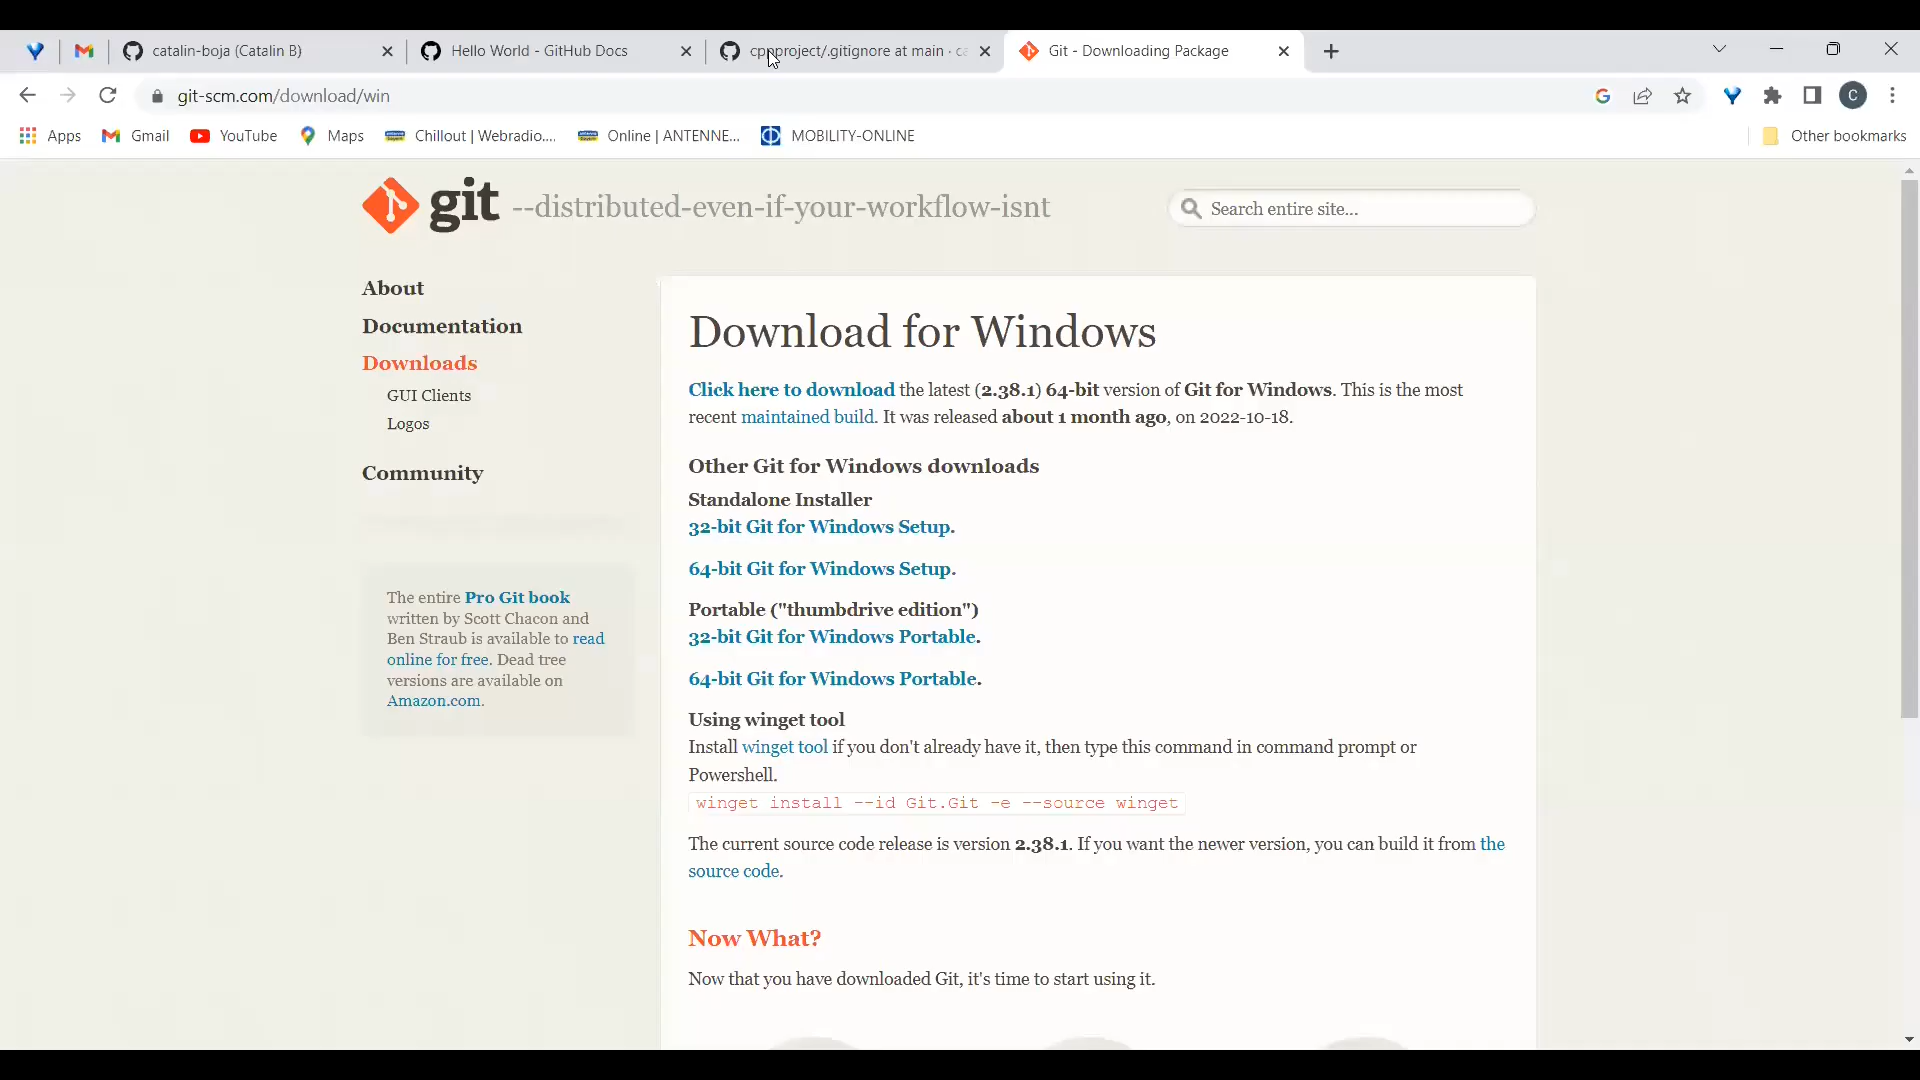 catalin-boja (Catalin B)
Hello World - GitHub Docs
cppproject/.gitignore at main · ca
Git - Downloading Package
git-scm.com/download/win
C
Apps
Gmail
YouTube
Maps
Chillout | Webradio....
Online | ANTENNE...
MOBILITY-ONLINE
Other bookmarks
git --distributed-even-if-your-workflow-isnt
Search entire site...
About
Documentation
Downloads
GUI Clients
Logos
Community
The entire Pro Git book
written by Scott Chacon and
Ben Straub is available to read
online for free. Dead tree
versions are available on
Amazon.com.
Download for Windows
Click here to download the latest (2.38.1) 64-bit version of Git for Windows. This is the most
recent maintained build. It was released about 1 month ago, on 2022-10-18.
Other Git for Windows downloads
Standalone Installer
32-bit Git for Windows Setup.
64-bit Git for Windows Setup.
Portable ("thumbdrive edition")
32-bit Git for Windows Portable.
64-bit Git for Windows Portable.
Using winget tool
Install winget tool if you don't already have it, then type this command in command prompt or
Powershell.
winget install --id Git.Git -e --source winget
The current source code release is version 2.38.1. If you want the newer version, you can build it from the
source code.
Now What?
Now that you have downloaded Git, it's time to start using it.